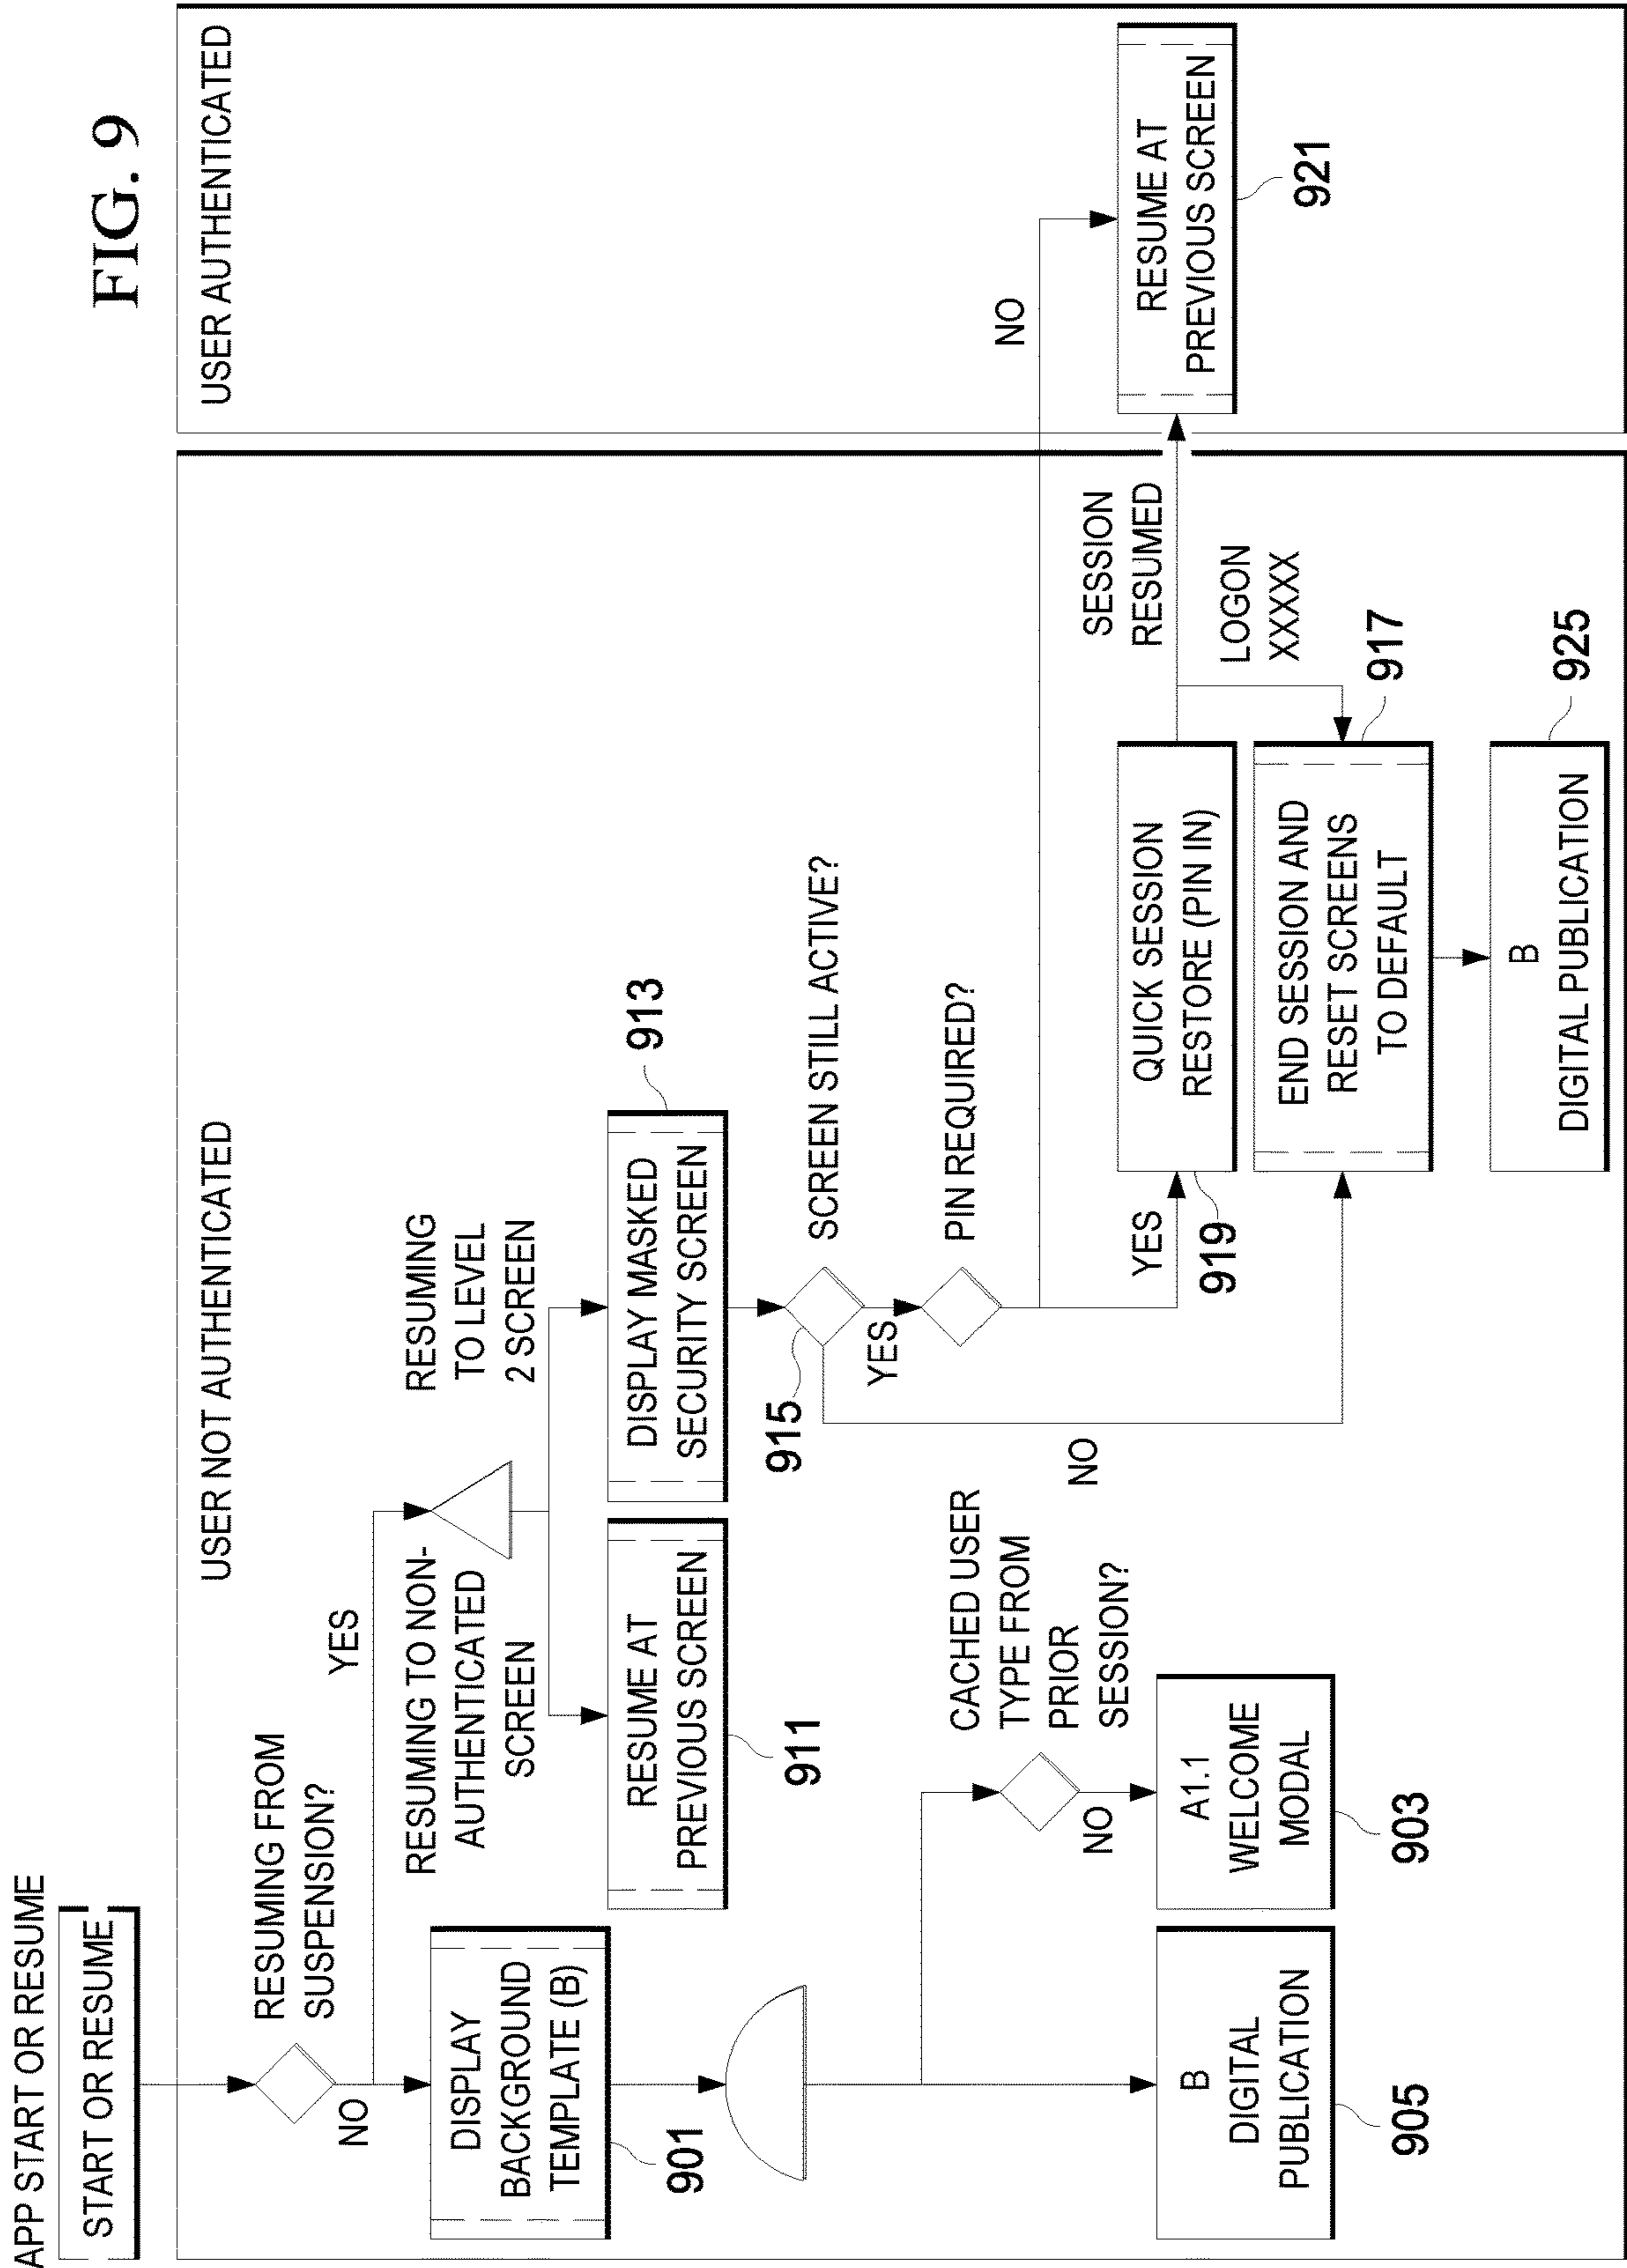 FIG. 9
APP START OR RESUME
START OR RESUME
USER NOT AUTHENTICATED
USER AUTHENTICATED
RESUMING FROM
SUSPENSION?
NO
YES
DISPLAY
BACKGROUND
TEMPLATE (B)
901
RESUMING TO NON-
AUTHENTICATED
SCREEN
RESUMING
TO LEVEL
2 SCREEN
RESUME AT
PREVIOUS SCREEN
911
DISPLAY MASKED
SECURITY SCREEN
913
SCREEN STILL ACTIVE?
915
YES
NO
PIN REQUIRED?
NO
YES
CACHED USER
TYPE FROM
PRIOR
SESSION?
NO
B
DIGITAL
PUBLICATION
905
A1.1
WELCOME
MODAL
903
QUICK SESSION
RESTORE (PIN IN)
919
SESSION
RESUMED
RESUME AT
PREVIOUS SCREEN
921
LOGON
XXXXX
END SESSION AND
RESET SCREENS
TO DEFAULT
917
B
DIGITAL PUBLICATION
925